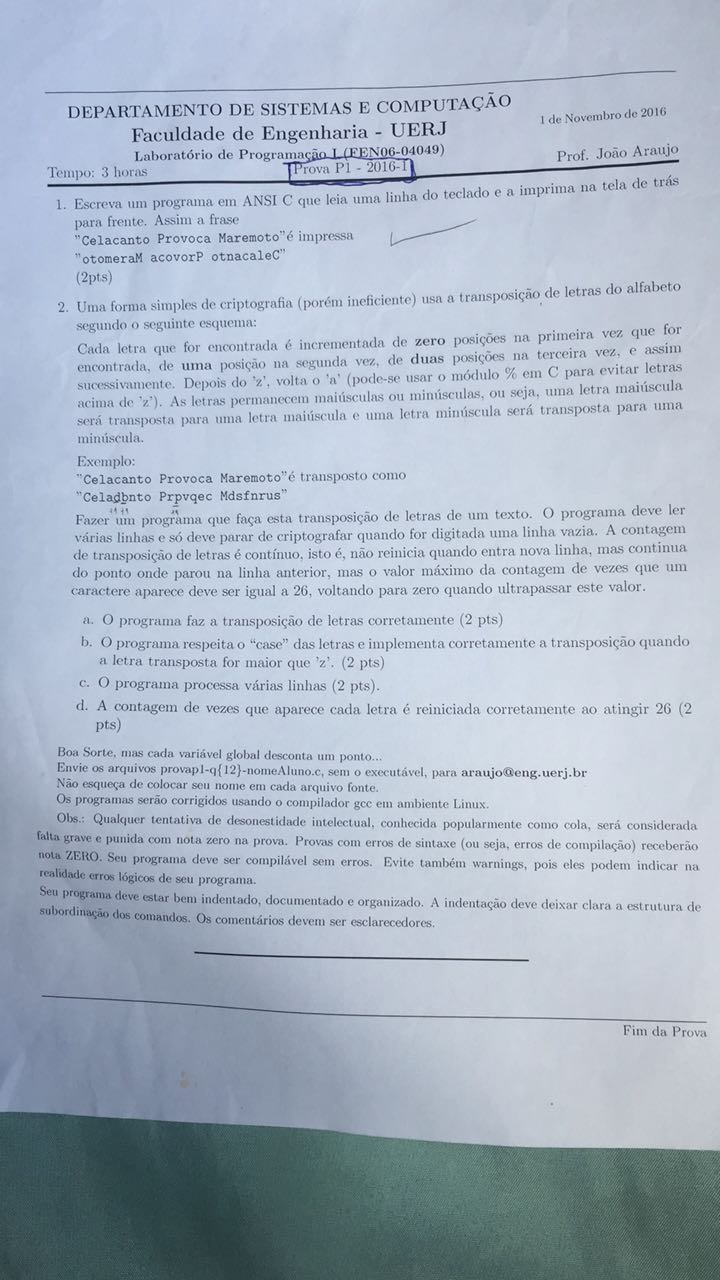 DEPARTAMENTO DE SISTEMAS E COMPUTAÇÃO
1 de Novembro de 2016
Faculdade de Engenharia - UERJ
Laboratório de Programação I (FEN06-04049)
Prof. João Araujo
Tempo: 3 horas
Prova P1 - 2016-1
1. Escreva um programa em ANSI C que leia uma linha do teclado e a imprima na tela de trás
para frente. Assim a frase
"Celacanto Provoca Maremoto"é impressa
"otomeraM acovorP otnacaleC"
(2pts)
2. Uma forma simples de criptografia (porém ineficiente) usa a transposição de letras do alfabeto
segundo o seguinte esquema:
Cada letra que for encontrada é incrementada de zero posições na primeira vez que for
encontrada, de uma posição na segunda vez, de duas posições na terceira vez, e assim
sucessivamente. Depois do 'z', volta o 'a' (pode-se usar o módulo % em C para evitar letras
acima de 'z'). As letras permanecem maiúsculas ou minúsculas, ou seja, uma letra maiúscula
será transposta para uma letra maiúscula e uma letra minúscula será transposta para uma
minúscula.
Exemplo:
"Celacanto Provoca Maremoto"é transposto como
"Celadbnto Prpvqec Mdsfnrus"
Fazer um programa que faça esta transposição de letras de um texto. O programa deve ler
várias linhas e só deve parar de criptografar quando for digitada uma linha vazia. A contagem
de transposição de letras é contínuo, isto é, não reinicia quando entra nova linha, mas continua
do ponto onde parou na linha anterior, mas o valor máximo da contagem de vezes que um
caractere aparece deve ser igual a 26, voltando para zero quando ultrapassar este valor.
a. O programa faz a transposição de letras corretamente (2 pts)
b. O programa respeita o “case” das letras e implementa corretamente a transposição quando
a letra transposta for maior que 'z'. (2 pts)
c. O programa processa várias linhas (2 pts).
d. A contagem de vezes que aparece cada letra é reiniciada corretamente ao atingir 26 (2
pts)
Boa Sorte, mas cada variável global desconta um ponto...
Envie os arquivos provap1-q{12}-nomeAluno.c, sem o executável, para araujo@eng.uerj.br
Não esqueça de colocar seu nome em cada arquivo fonte.
Os programas serão corrigidos usando o compilador gcc em ambiente Linux.
Obs.: Qualquer tentativa de desonestidade intelectual, conhecida popularmente como cola, será considerada
falta grave e punida com nota zero na prova. Provas com erros de sintaxe (ou seja, erros de compilação) receberão
nota ZERO. Seu programa deve ser compilável sem erros. Evite também warnings, pois eles podem indicar na
realidade erros lógicos de seu programa.
Seu programa deve estar bem indentado, documentado e organizado. A indentação deve deixar clara a estrutura de
subordinação dos comandos. Os comentários devem ser esclarecedores.
Fim da Prova